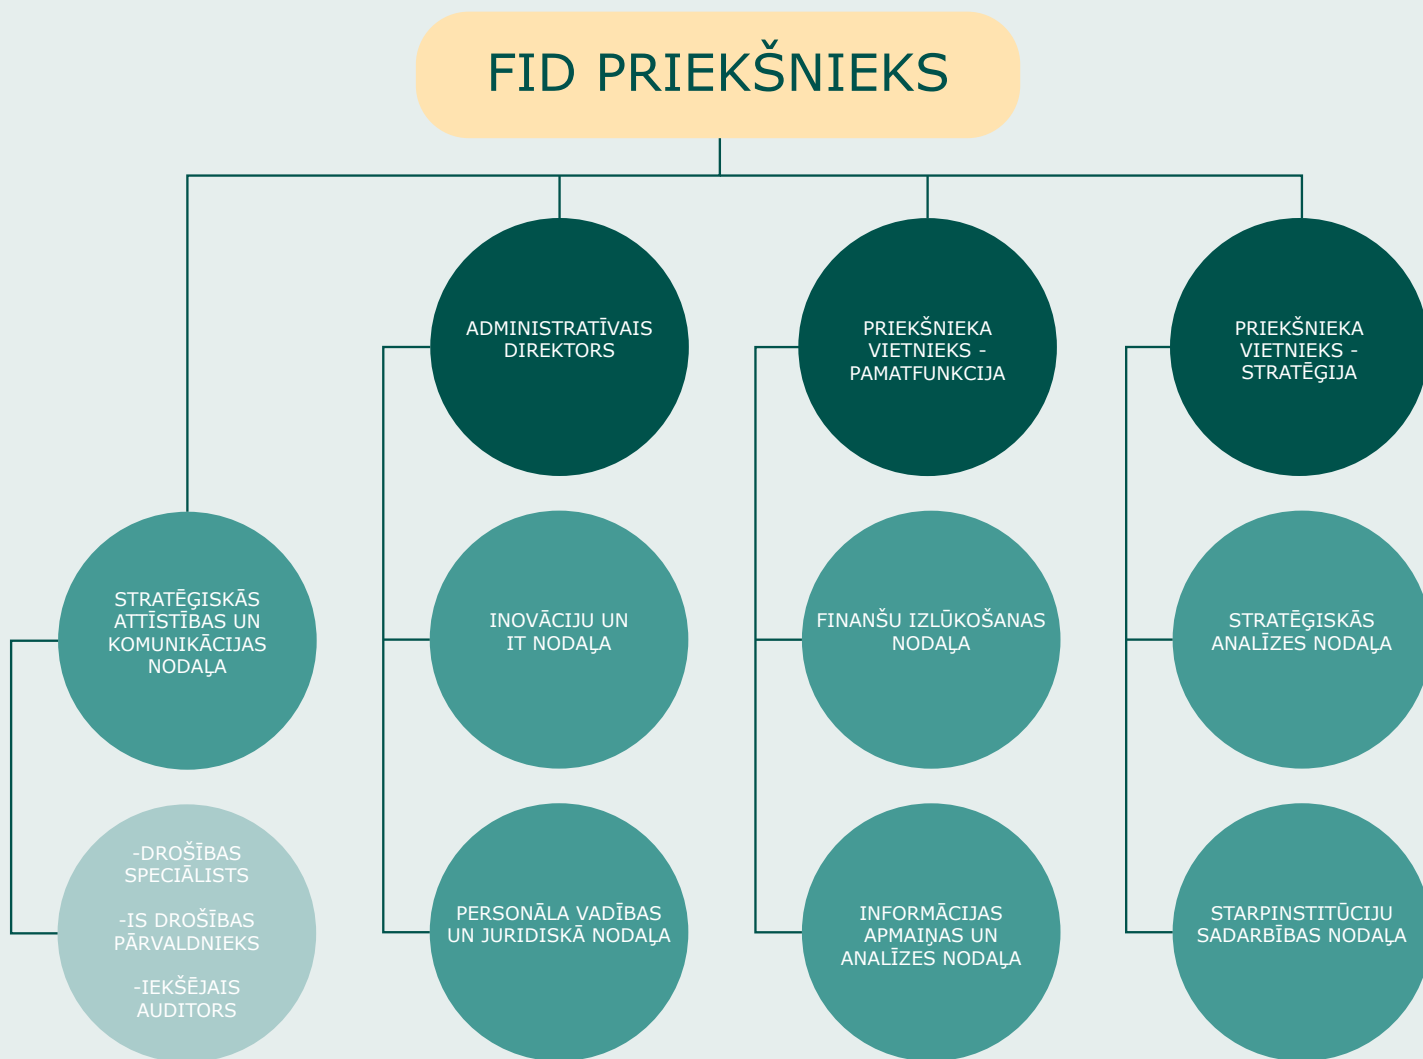 FID PRIEKŠNIEKS
ADMINISTRATĪVAIS
DIREKTORS
PRIEKŠNIEKA
VIETNIEKS -
PAMATFUNKCIJA
PRIEKŠNIEKA
VIETNIEKS -
STRATĒĢIJA
STRATĒĢISKĀS
ATTĪSTĪBAS UN
KOMUNIKĀCIJAS
NODAĻA
INOVĀCIJU UN
IT NODAĻA
FINANŠU IZLŪKOŠANAS
NODAĻA
STRATĒĢISKĀS
ANALĪZES NODAĻA
-DROŠĪBAS
SPECIĀLISTS
-IS DROŠĪBAS
PĀRVALDNIEKS
-IEKŠĒJAIS
AUDITORS
PERSONĀLA VADĪBAS
UN JURIDISKĀ NODAĻA
INFORMĀCIJAS
APMAIŅAS UN
ANALĪZES NODAĻA
STARPINSTITŪCIJU
SADARBĪBAS NODAĻA